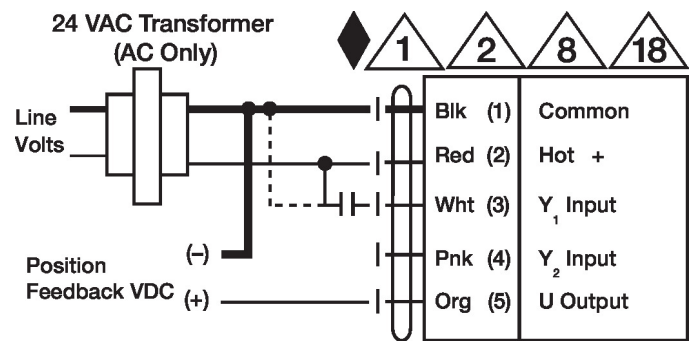 24 VAC Transformer
(AC Only)
1 2 8 18
Line
Volts
Blk (1) Common
Red (2) Hot +
Wht (3) Y₁ Input
Pnk (4) Y₂ Input
Org (5) U Output
Position
Feedback VDC
(–)
(+)